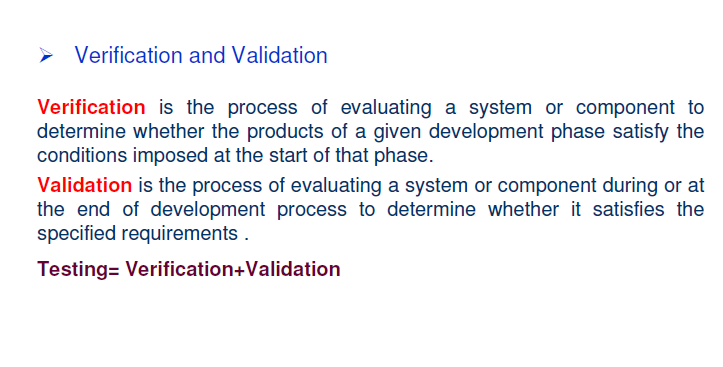 ➢ Verification and Validation
Verification is the process of evaluating a system or component to
determine whether the products of a given development phase satisfy the
conditions imposed at the start of that phase.
Validation is the process of evaluating a system or component during or at
the end of development process to determine whether it satisfies the
specified requirements .
Testing= Verification+Validation